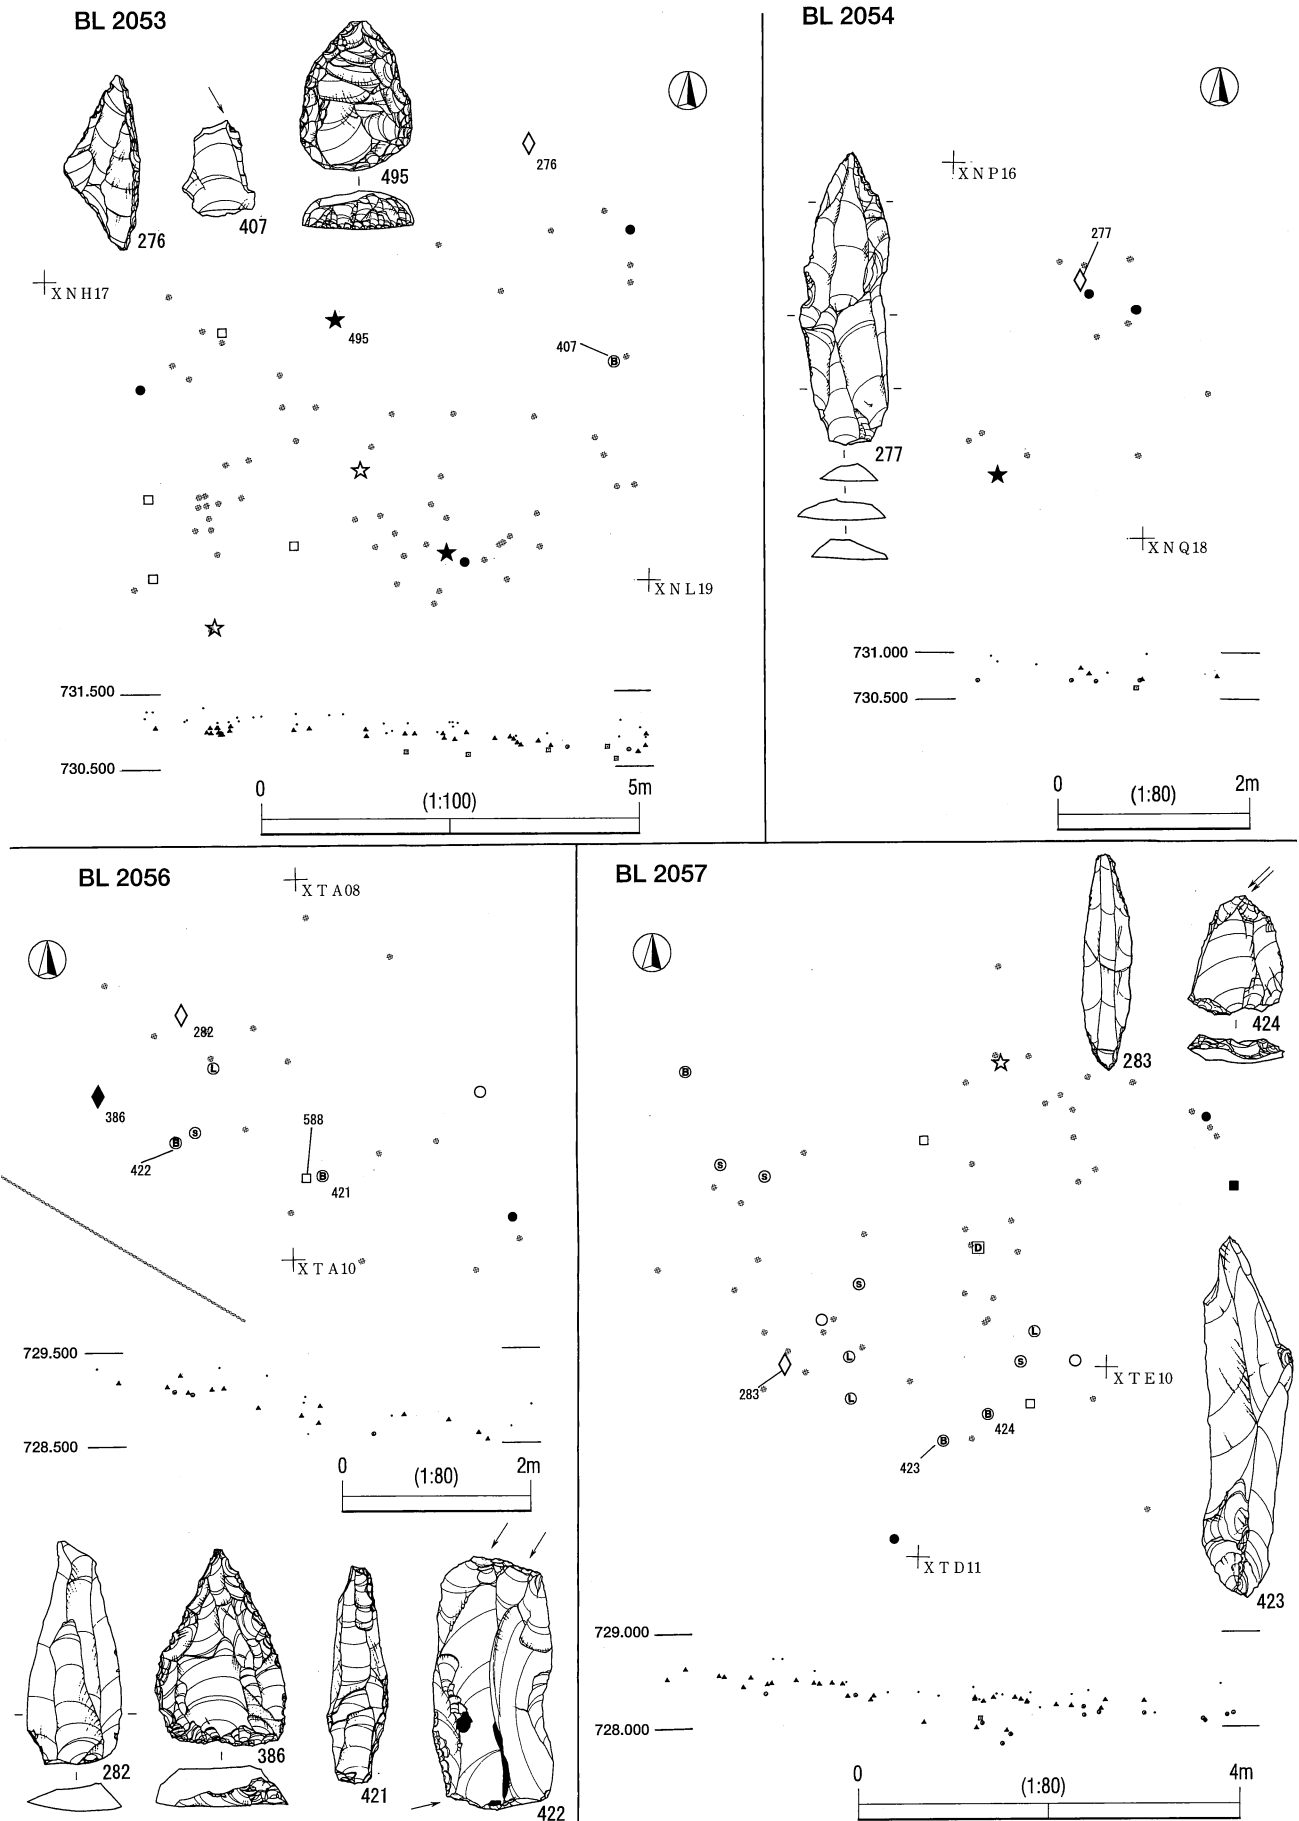 BL 2053
276
407
495
276
XNH17
495
407
B
XNL19
731.500
730.500
0
(1:100)
5m
BL 2054
XNP16
277
277
XNQ18
731.000
730.500
0
(1:80)
2m
BL 2056
XTA08
282
L
386
S
B
422
588
B
421
XTA10
729.500
728.500
0
(1:80)
2m
282
386
421
422
BL 2057
283
424
B
S
S
D
S
L
L
S
XTE10
283
L
B
424
B
423
XTD11
423
729.000
728.000
0
(1:80)
4m